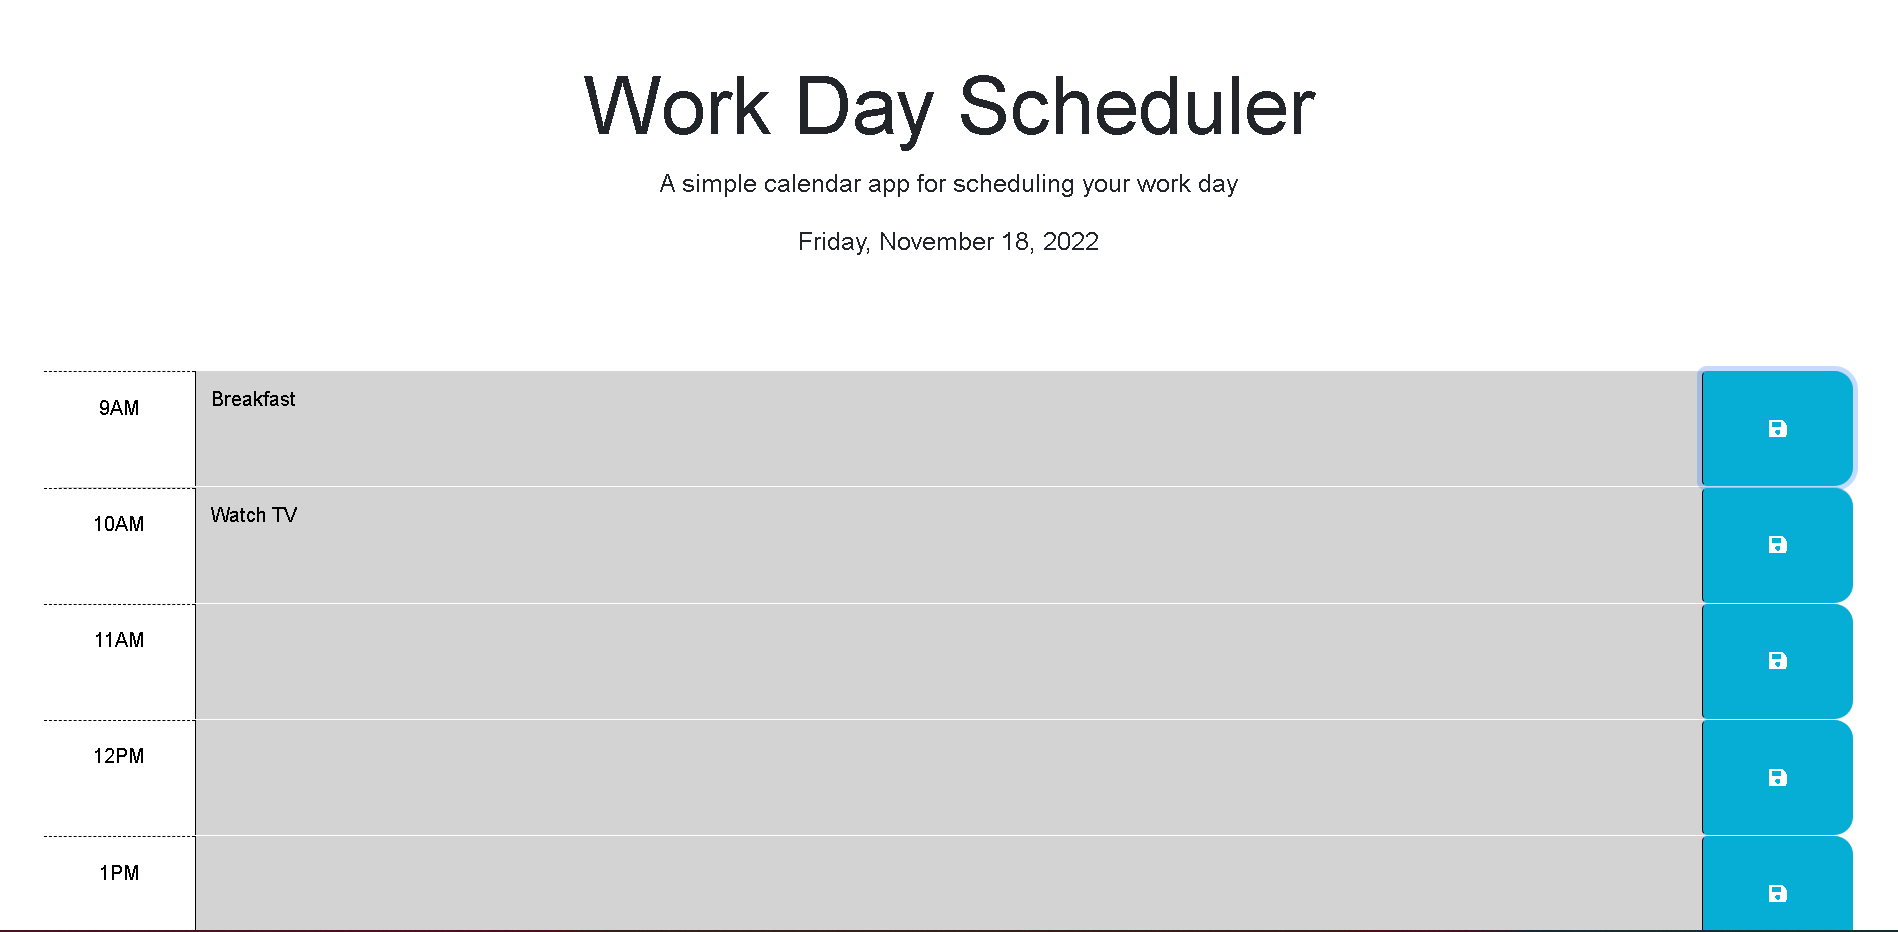 Work Day Scheduler
A simple calendar app for scheduling your work day
Friday, November 18, 2022
9AM
Breakfast
10AM
Watch TV
11AM
12PM
1PM